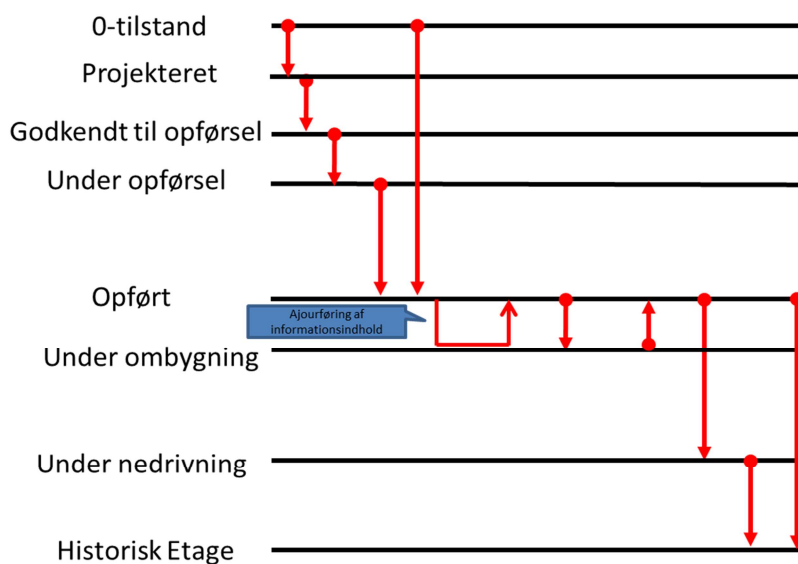 0-tilstand
Projekteret
Godkendt til opførsel
Under opførsel
Opført
Ajourføring af
informationsindhold
Under ombygning
Under nedrivning
Historisk Etage